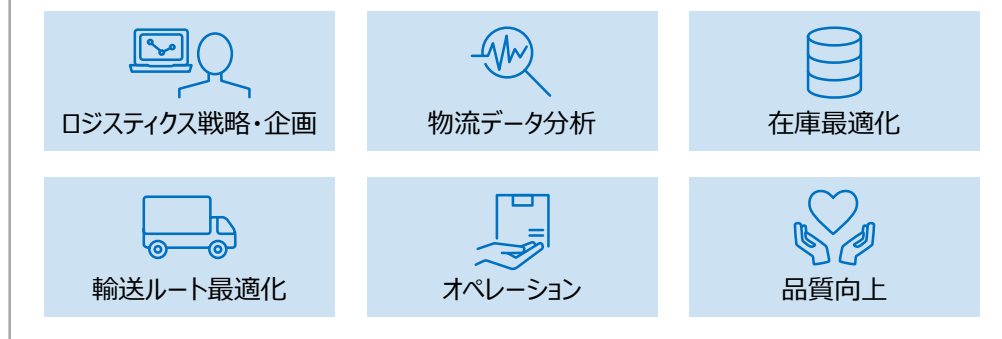 ロジスティクス戦略・企画
物流データ分析
在庫最適化
輸送ルート最適化
オペレーション
品質向上